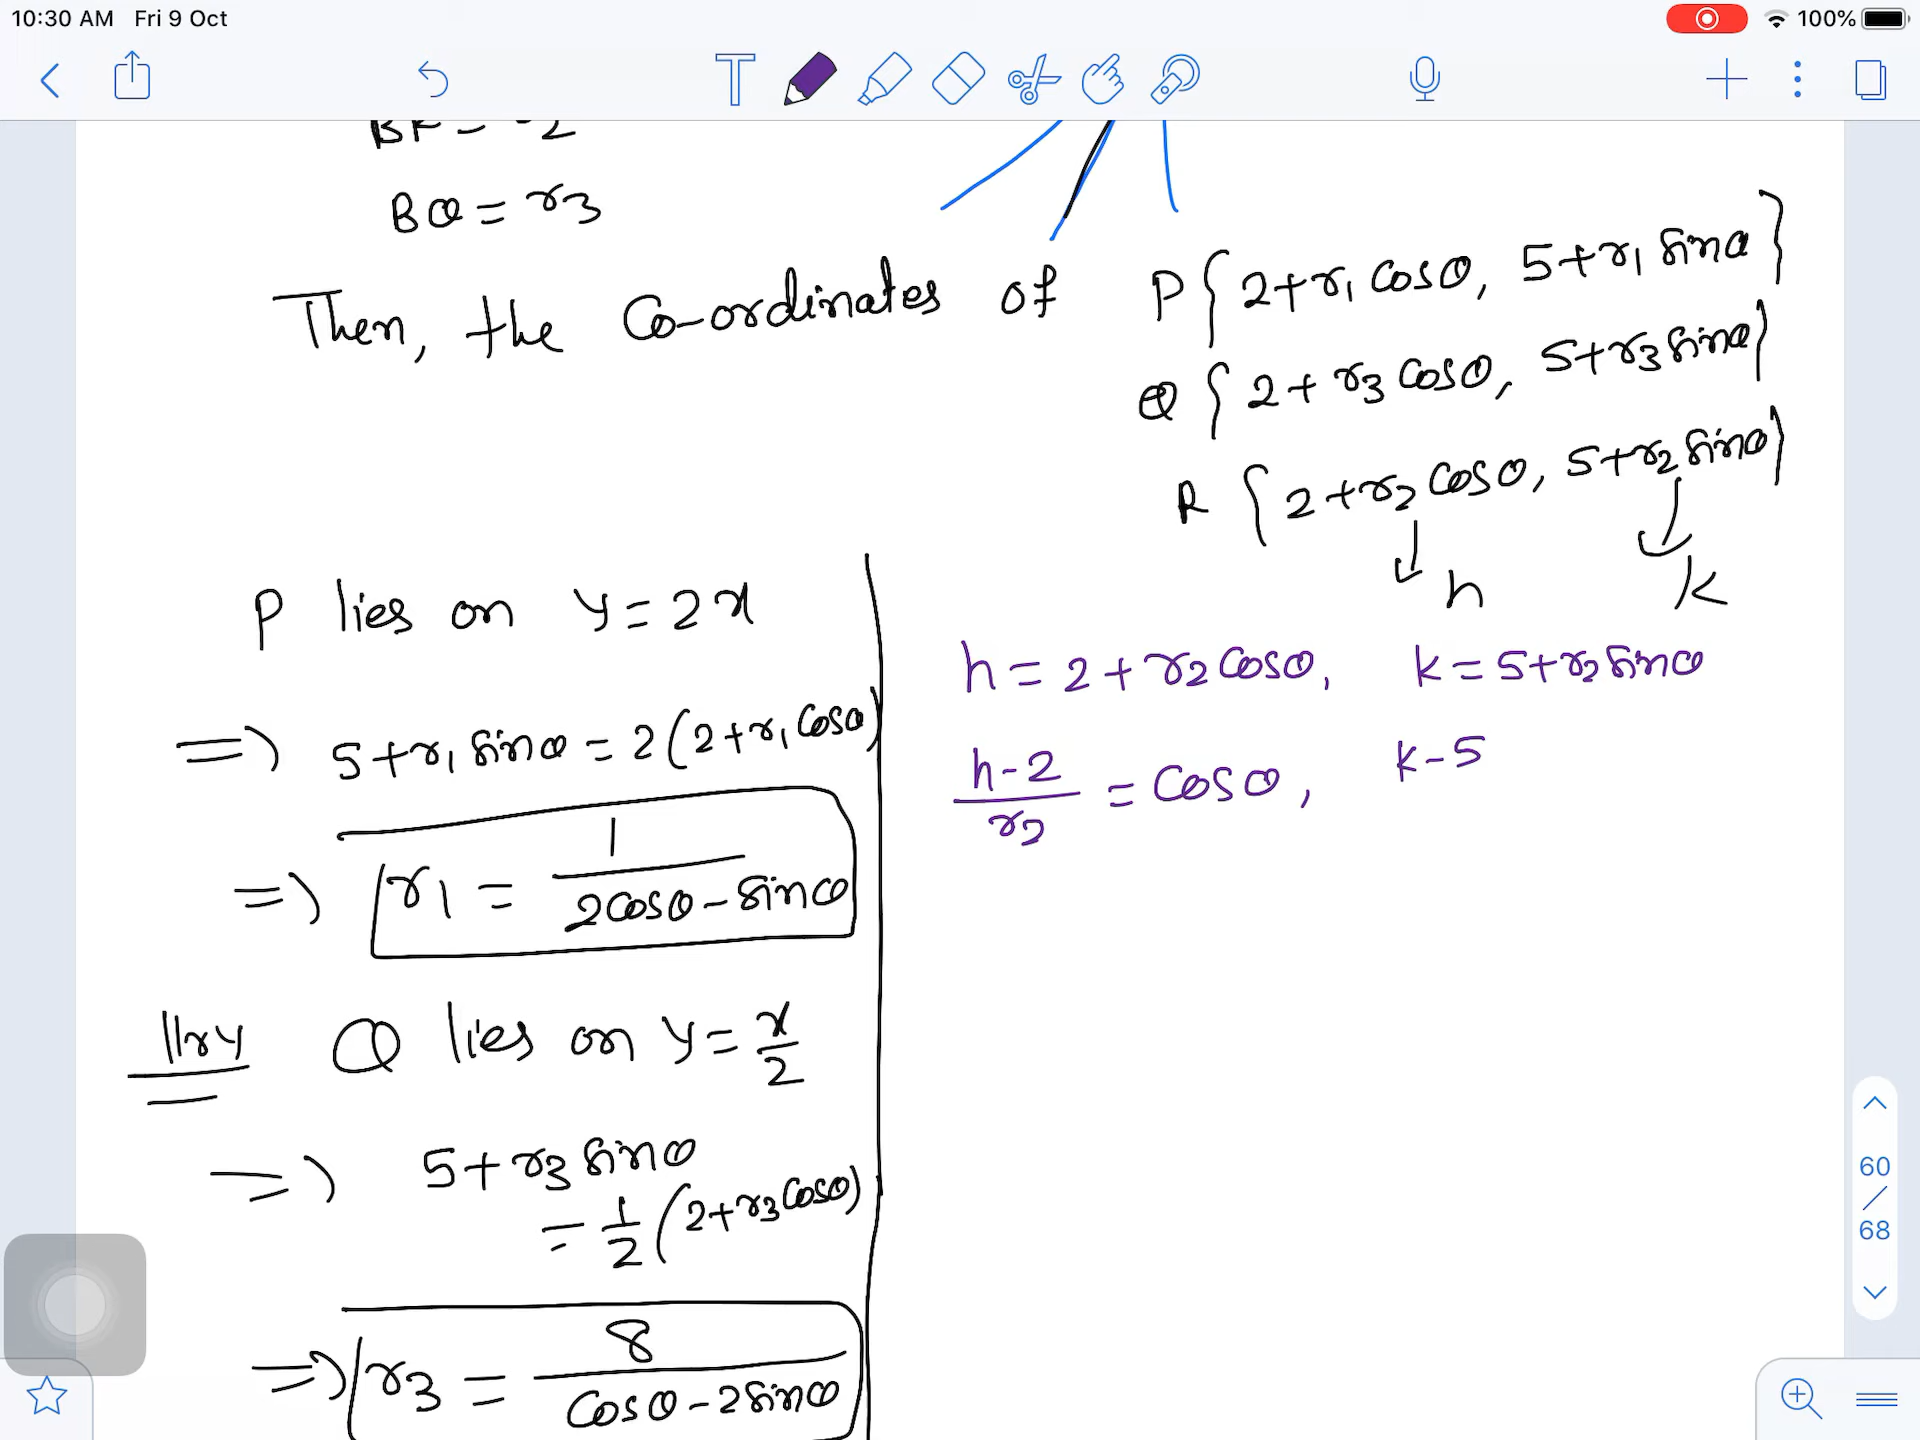 10:30 AM Fri 9 Oct
100%
BQ = r3
Then, the Co-ordinates of P{2+r1 cosθ, 5+r1 sinθ}
Q{2+r3 cosθ, 5+r3 sinθ}
R{2+r2 cosθ, 5+r2 sinθ}
h k
P lies on y=2x
=) 5+r1 sinθ = 2(2+r1 cosθ)
=) r1 = 1/(2cosθ-sinθ)
lllry Q lies on y=x/2
=) 5+r3 sinθ
= 1/2 (2+r3 cosθ)
=) r3 = 8/(cosθ-2sinθ)
h = 2+r2 cosθ, k=5+r2 sinθ
(h-2)/r2 = cosθ, k-5
60
/
68